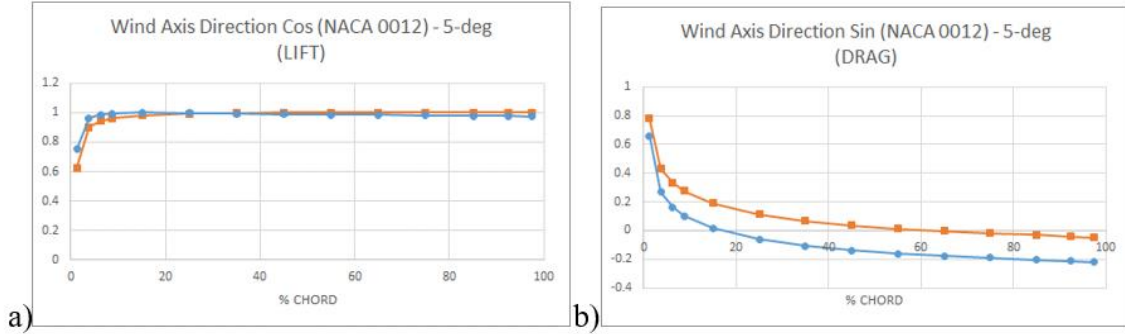 Wind Axis Direction Cos (NACA 0012) - 5-deg
(LIFT)
1.2
1
0.8
0.6
0.4
0.2
0
0 20 40 60 80 100
% CHORD
a)
Wind Axis Direction Sin (NACA 0012) - 5-deg
(DRAG)
1
0.8
0.6
0.4
0.2
0
-0.2
-0.4
0 20 40 60 80 100
% CHORD
b)